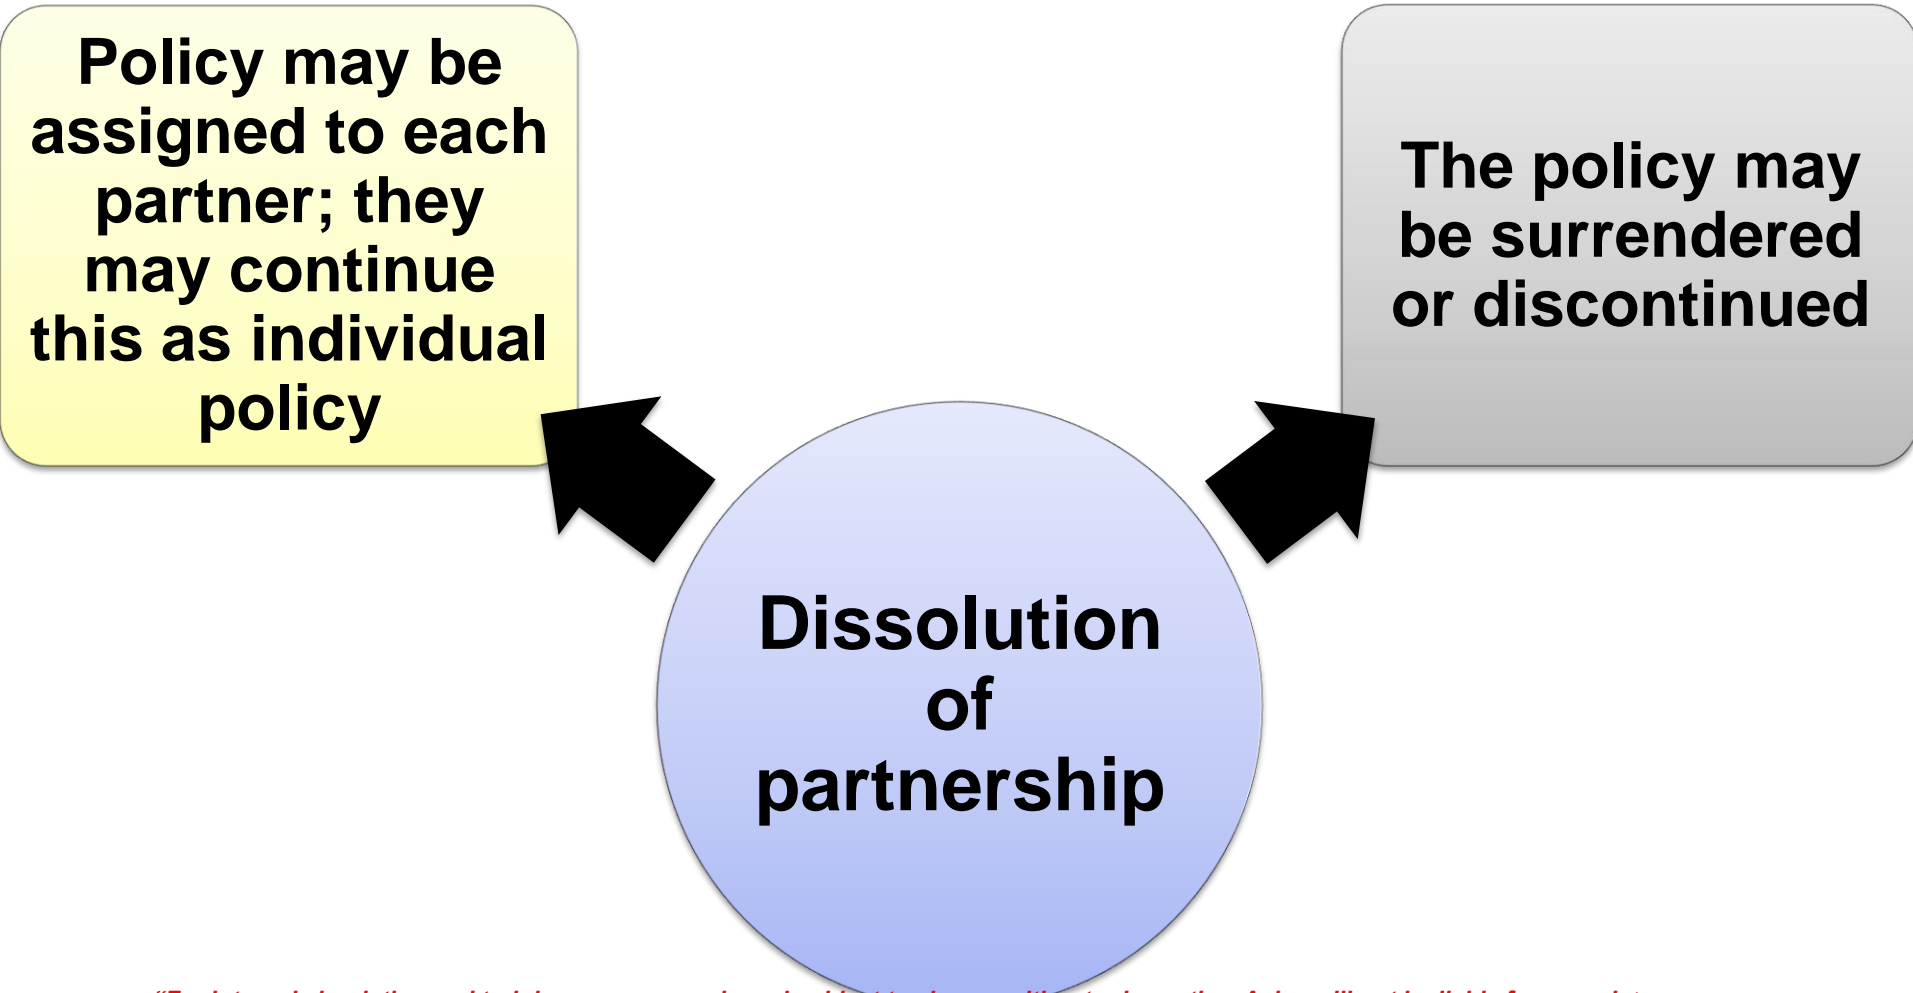 Policy may be
assigned to each
partner; they
may continue
this as individual
policy
The policy may
be surrendered
or discontinued
Dissolution
of
partnership